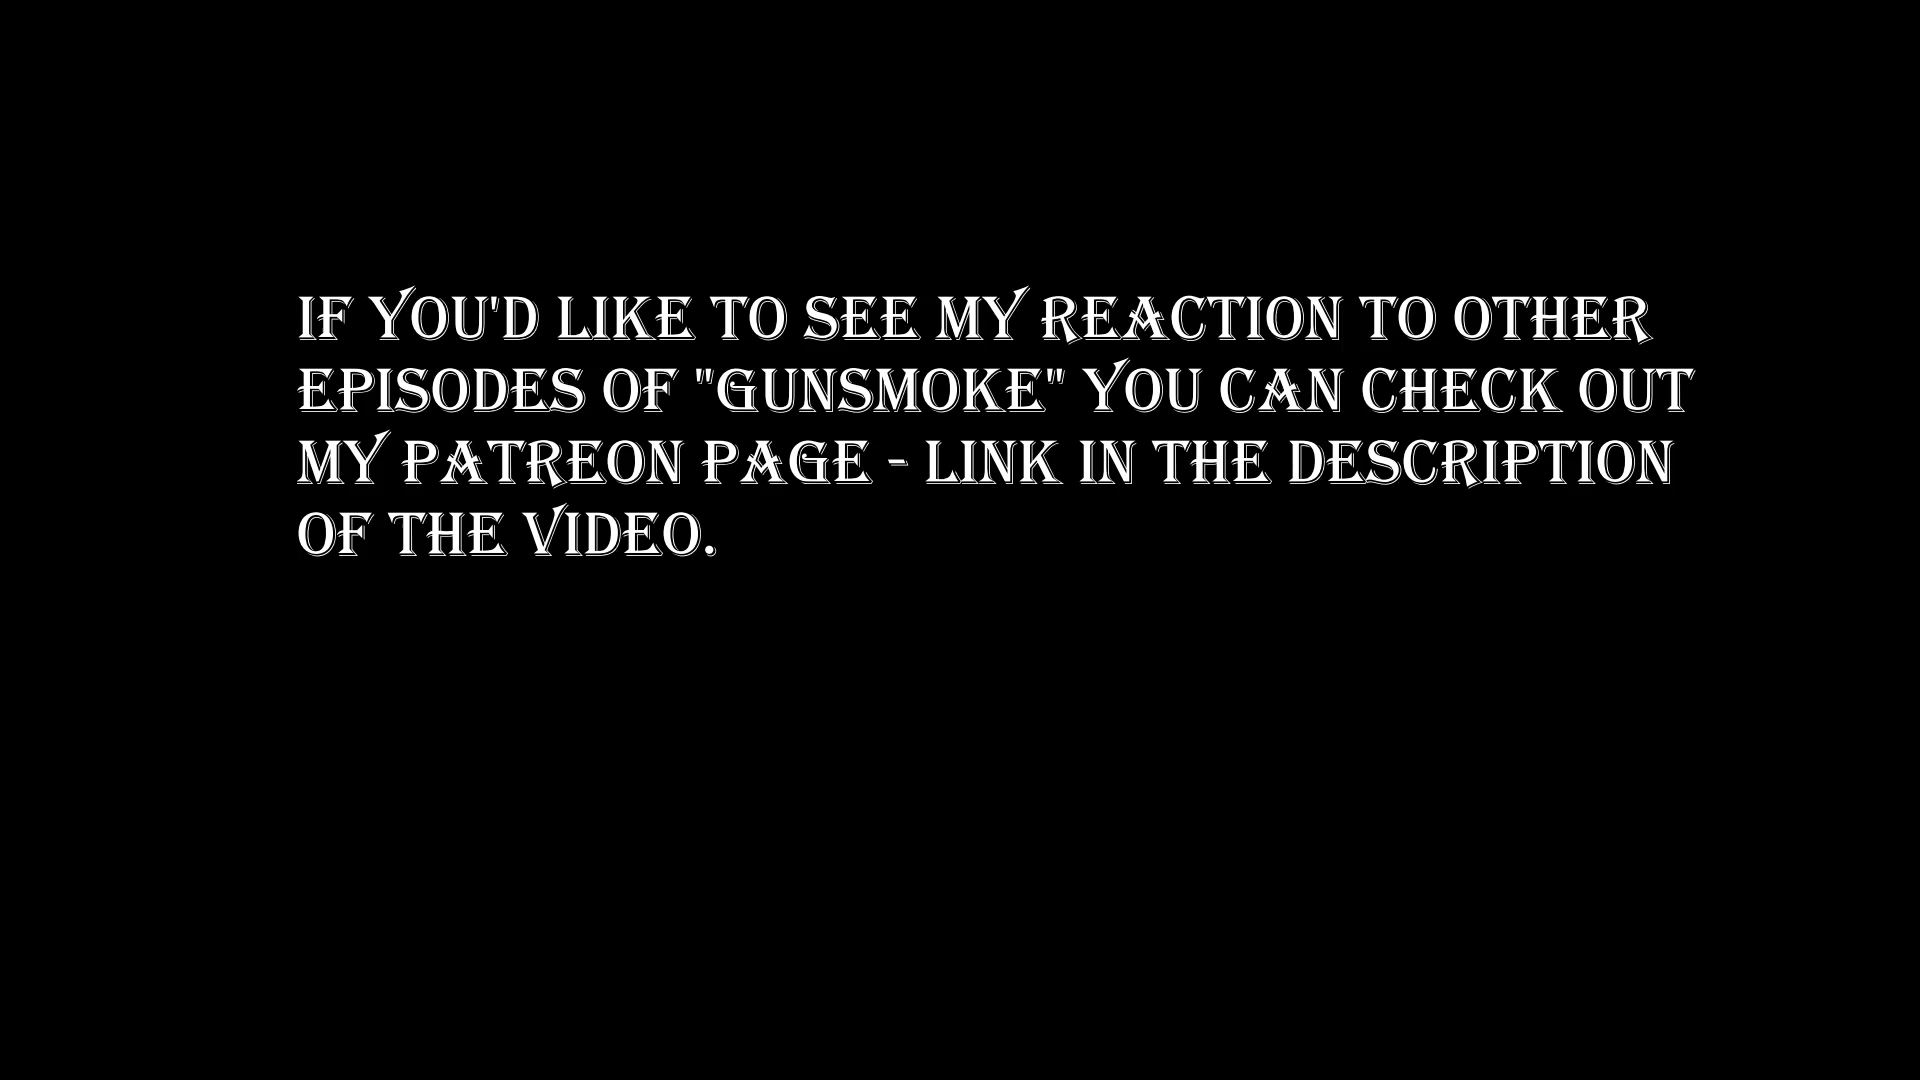 IF YOU'D LIKE TO SEE MY REACTION TO OTHER
EPISODES OF "GUNSMOKE" YOU CAN CHECK OUT
MY PATREON PAGE - LINK IN THE DESCRIPTION
OF THE VIDEO.